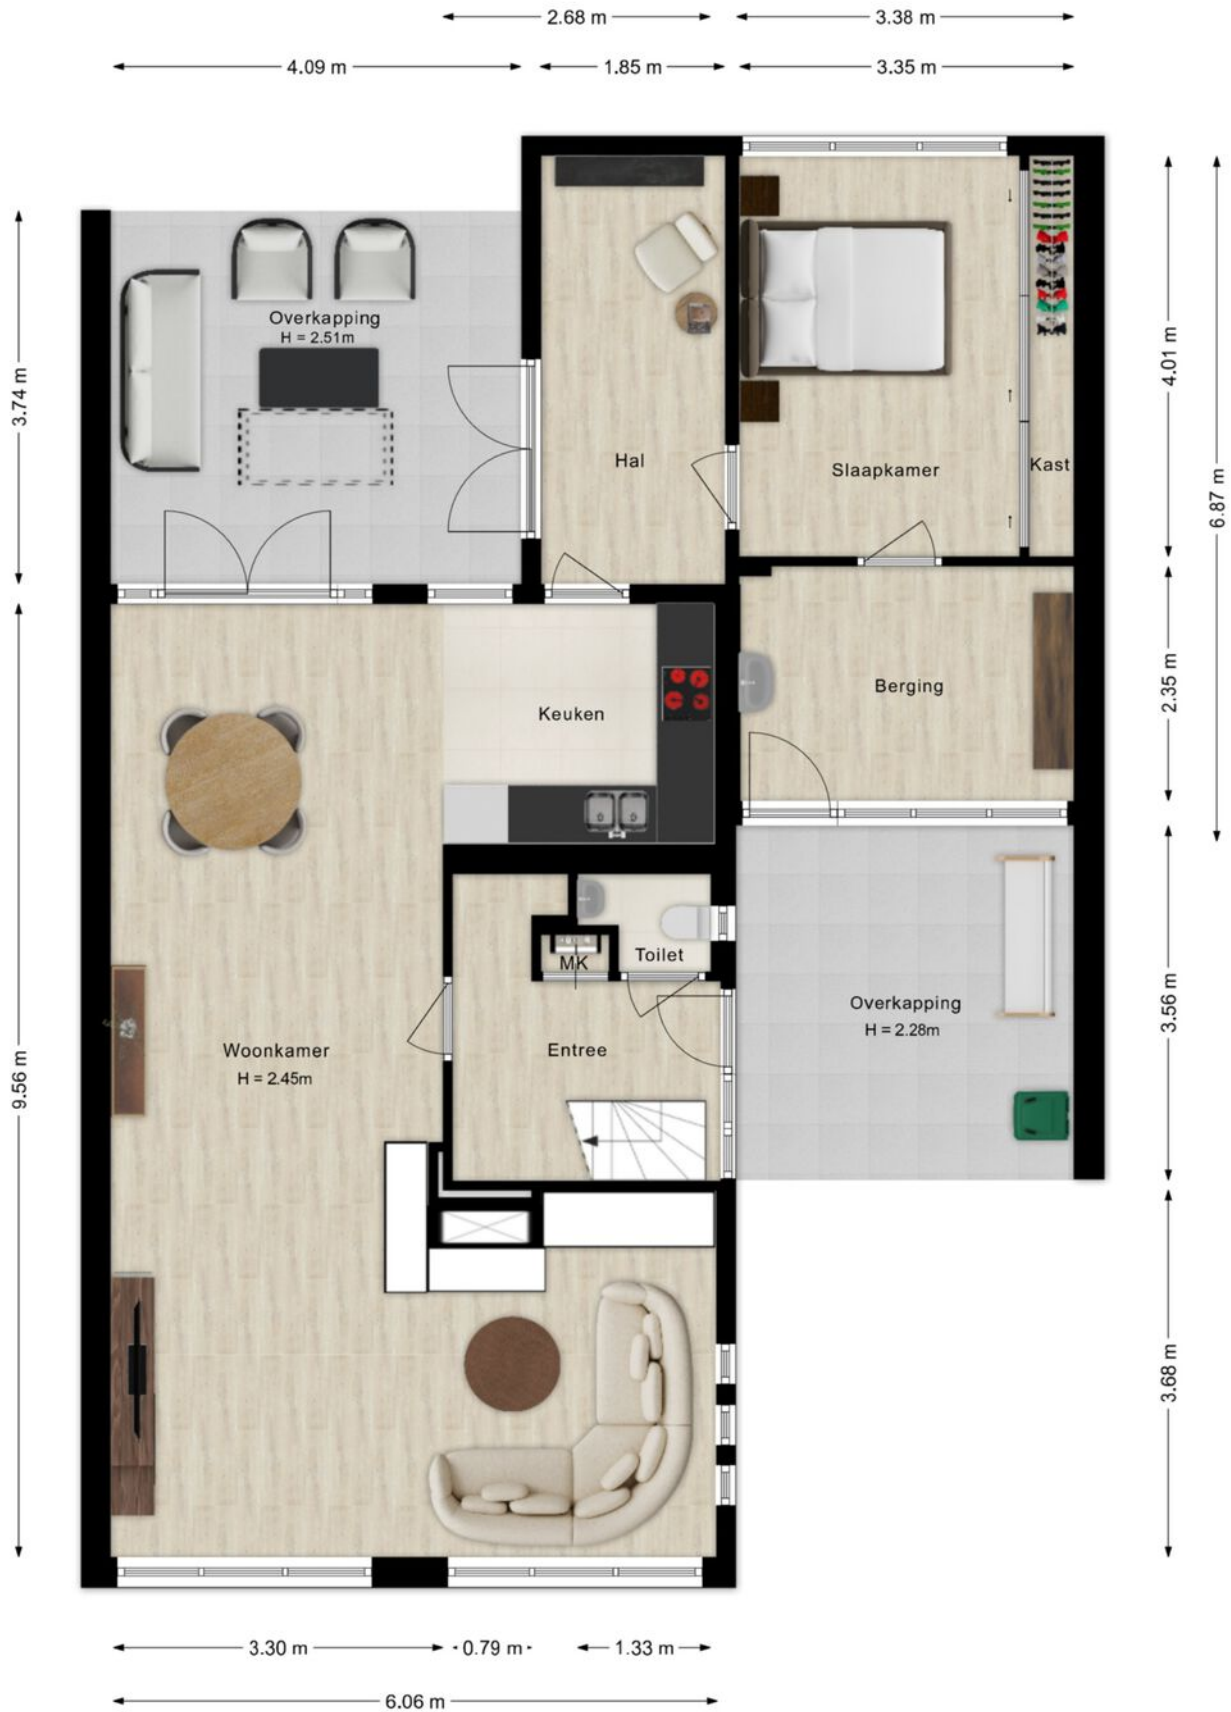 2.68 m
3.38 m
4.09 m
1.85 m
3.35 m
Overkapping
H = 2.51m
3.74 m
4.01 m
6.87 m
Hal
Slaapkamer
Kast
Keuken
Berging
2.35 m
MK
Toilet
Overkapping
H = 2.28m
3.56 m
Woonkamer
H = 2.45m
Entree
9.56 m
3.68 m
3.30 m
0.79 m
1.33 m
6.06 m